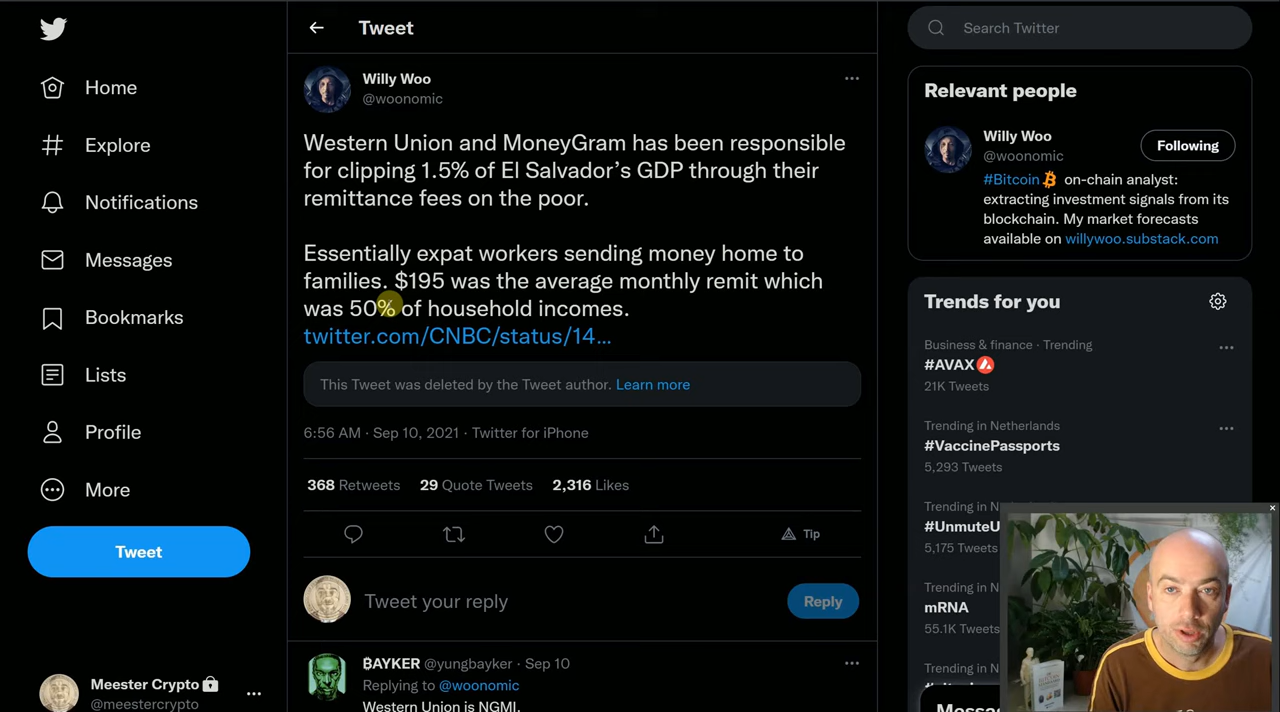 Home
Explore
Notifications
Messages
Bookmarks
Lists
Profile
More
Tweet
Meester Crypto
@meestercrypto
Tweet
Willy Woo
@woonomic
Western Union and MoneyGram has been responsible
for clipping 1.5% of El Salvador's GDP through their
remittance fees on the poor.
Essentially expat workers sending money home to
families. $195 was the average monthly remit which
was 50% of household incomes.
twitter.com/CNBC/status/14...
This Tweet was deleted by the Tweet author. Learn more
6:56 AM · Sep 10, 2021 · Twitter for iPhone
368 Retweets 29 Quote Tweets 2,316 Likes
Tip
Tweet your reply
Reply
₿AYKER @yungbayker · Sep 10
Replying to @woonomic
Western Union is NGMI.
Search Twitter
Relevant people
Willy Woo
@woonomic
Following
#Bitcoin on-chain analyst:
extracting investment signals from its
blockchain. My market forecasts
available on willywoo.substack.com
Trends for you
Business & finance · Trending
#AVAX
21K Tweets
Trending in Netherlands
#VaccinePassports
5,293 Tweets
Trending in N
#UnmuteU
5,175 Tweets
Trending in N
mRNA
55.1K Tweets
Trending in N